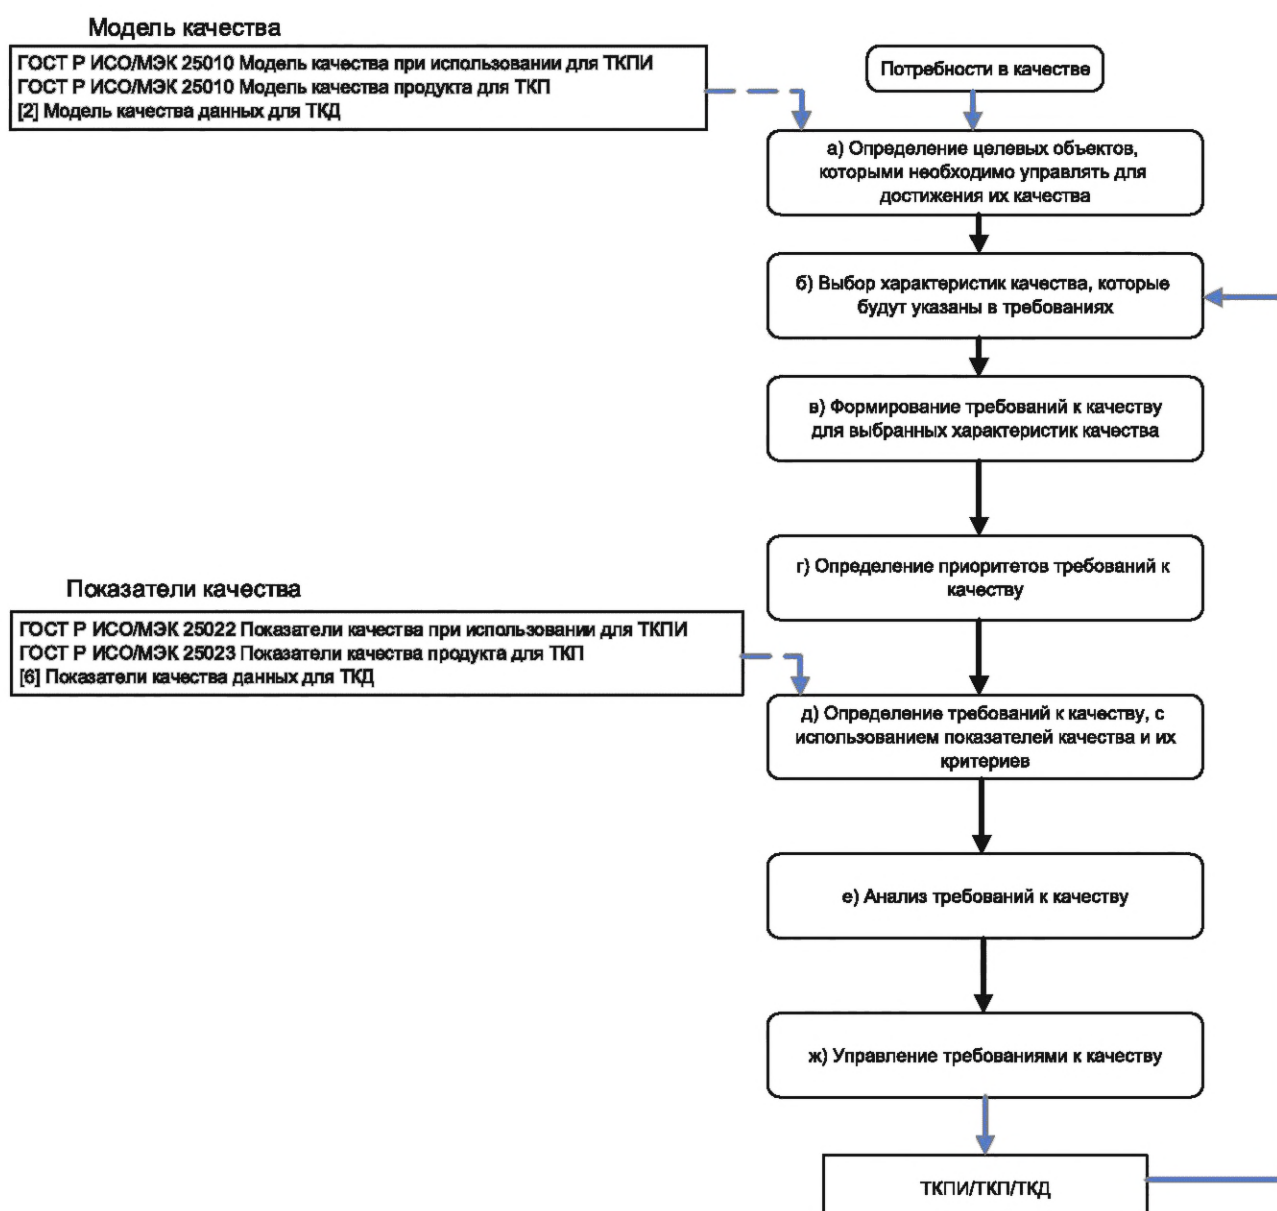 Модель качества
ГОСТ Р ИСО/МЭК 25010 Модель качества при использовании для ТКПИ
ГОСТ Р ИСО/МЭК 25010 Модель качества продукта для ТКП
[2] Модель качества данных для ТКД
Потребности в качестве
а) Определение целевых объектов,
которыми необходимо управлять для
достижения их качества
б) Выбор характеристик качества, которые
будут указаны в требованиях
в) Формирование требований к качеству
для выбранных характеристик качества
г) Определение приоритетов требований к
качеству
Показатели качества
ГОСТ Р ИСО/МЭК 25022 Показатели качества при использовании для ТКПИ
ГОСТ Р ИСО/МЭК 25023 Показатели качества продукта для ТКП
[6] Показатели качества данных для ТКД
д) Определение требований к качеству, с
использованием показателей качества и их
критериев
е) Анализ требований к качеству
ж) Управление требованиями к качеству
ТКПИ/ТКП/ТКД